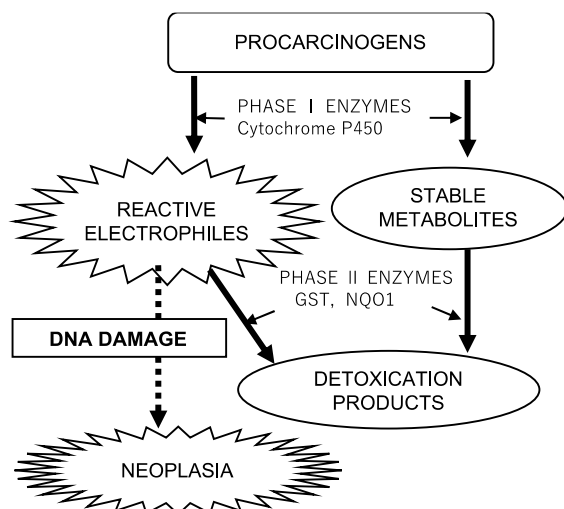 PROCARCINOGENS
PHASE I ENZYMES
Cytochrome P450
REACTIVE
ELECTROPHILES
STABLE
METABOLITES
PHASE II ENZYMES
GST, NQO1
DNA DAMAGE
DETOXICATION
PRODUCTS
NEOPLASIA